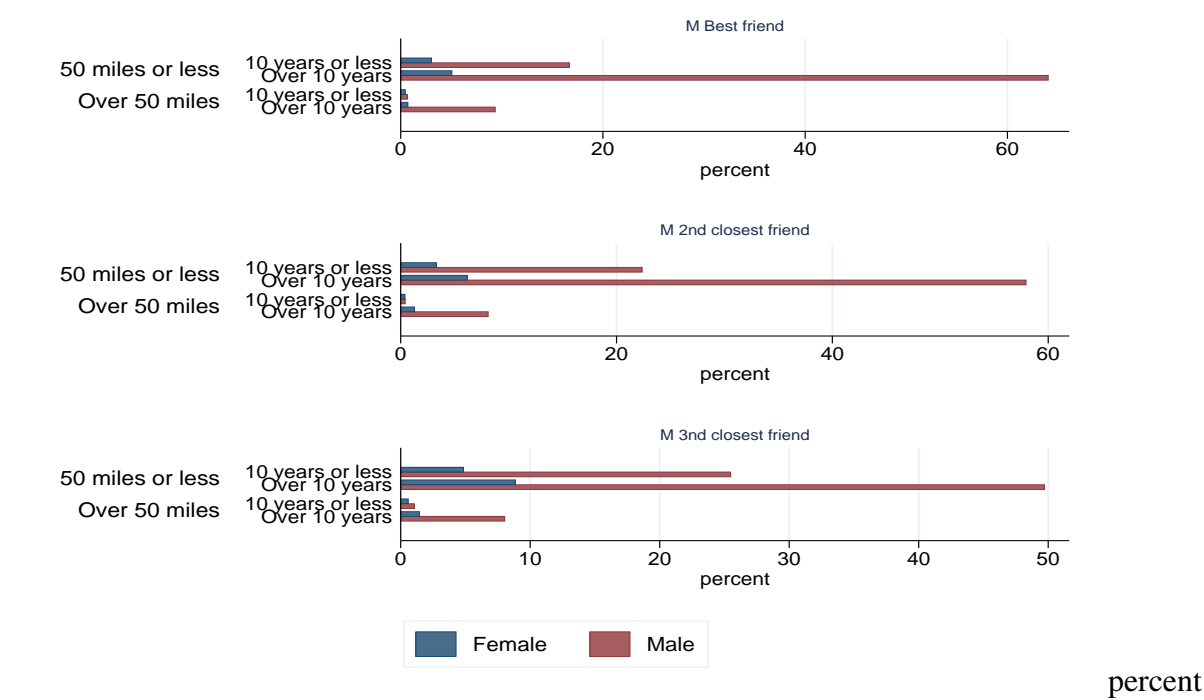 M Best friend
50 miles or less
10 years or less
Over 10 years
Over 50 miles
10 years or less
Over 10 years
0 20 40 60
percent
M 2nd closest friend
50 miles or less
10 years or less
Over 10 years
Over 50 miles
10 years or less
Over 10 years
0 20 40 60
percent
M 3nd closest friend
50 miles or less
10 years or less
Over 10 years
Over 50 miles
10 years or less
Over 10 years
0 10 20 30 40 50
percent
Female Male
percent